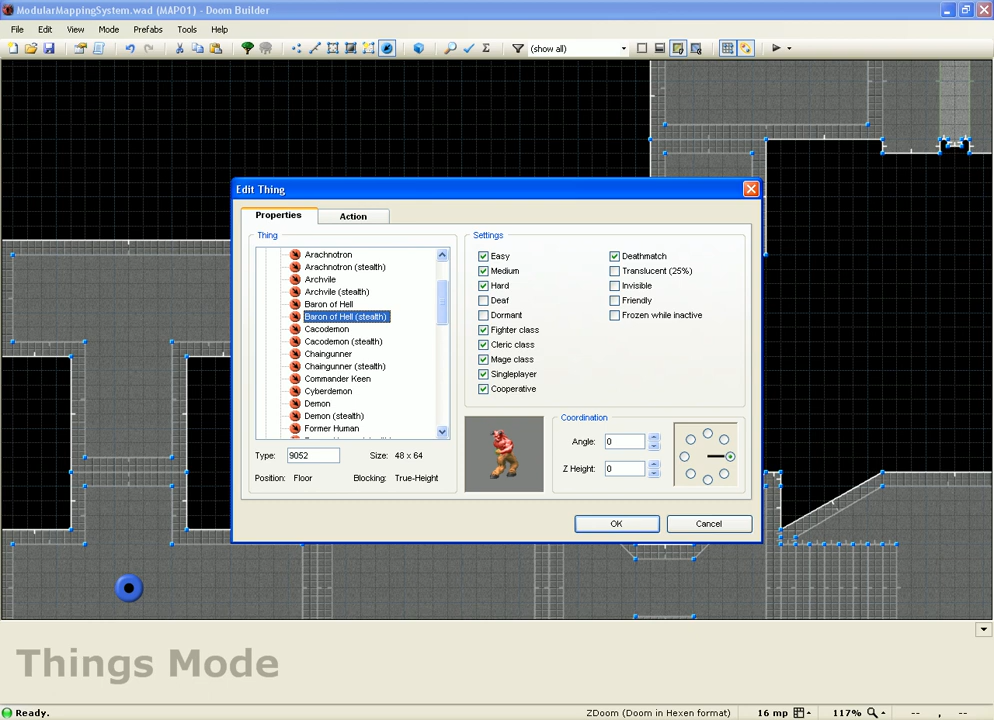 ModularMappingSystem.wad (MAP01) - Doom Builder
File Edit View Mode Prefabs Tools Help
(show all)
Edit Thing
Properties Action
Thing
Arachnotron
Arachnotron (stealth)
Archvile
Archvile (stealth)
Baron of Hell
Baron of Hell (stealth)
Cacodemon
Cacodemon (stealth)
Chaingunner
Chaingunner (stealth)
Commander Keen
Cyberdemon
Demon
Demon (stealth)
Former Human
Type: 9052 Size: 48 x 64
Position: Floor Blocking: True-Height
Settings
Easy
Medium
Hard
Deaf
Dormant
Fighter class
Cleric class
Mage class
Singleplayer
Cooperative
Deathmatch
Translucent (25%)
Invisible
Friendly
Frozen while inactive
Coordination
Angle: 0
Z Height: 0
OK Cancel
Things Mode
Ready. ZDoom (Doom in Hexen format) 16 mp 117% -- , --